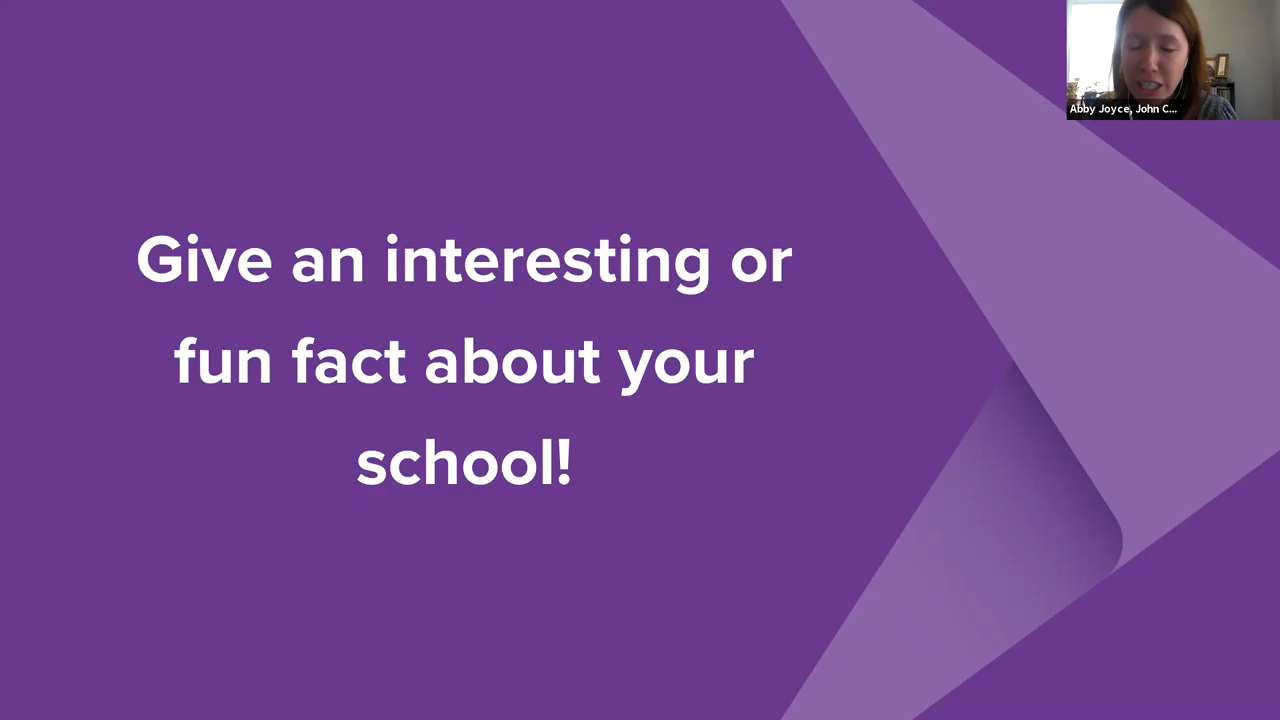 Abby Joyce, John C...
Give an interesting or
fun fact about your
school!